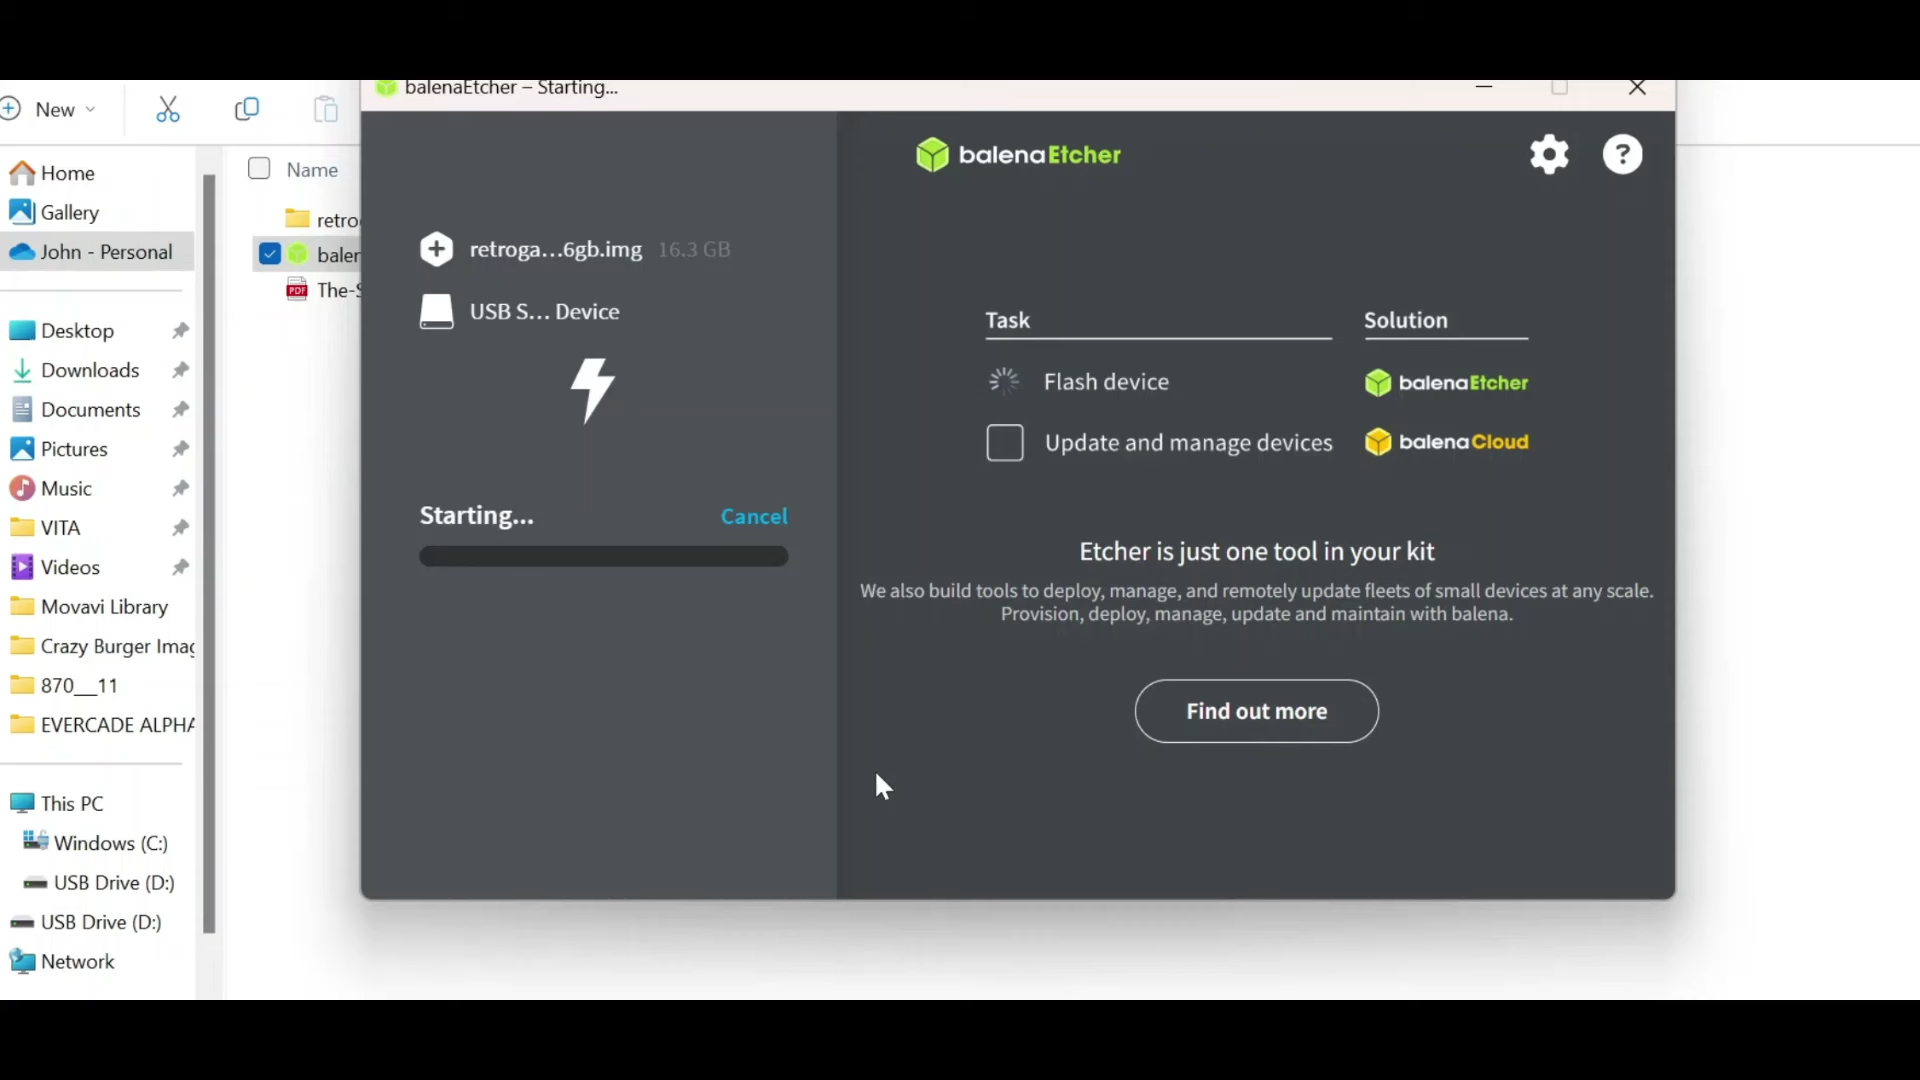 balenaEtcher – Starting...
New
Name
Home
Gallery
John - Personal
Desktop
Downloads
Documents
Pictures
Music
VITA
Videos
Movavi Library
Crazy Burger Imag
870__11
EVERCADE ALPHA
This PC
Windows (C:)
USB Drive (D:)
USB Drive (D:)
Network
retro
balen
PDF The-S
retroga...6gb.img 16.3 GB
USB S... Device
Starting... Cancel
balenaEtcher
?
Task Solution
Flash device balenaEtcher
Update and manage devices balenaCloud
Etcher is just one tool in your kit
We also build tools to deploy, manage, and remotely update fleets of small devices at any scale.
Provision, deploy, manage, update and maintain with balena.
Find out more